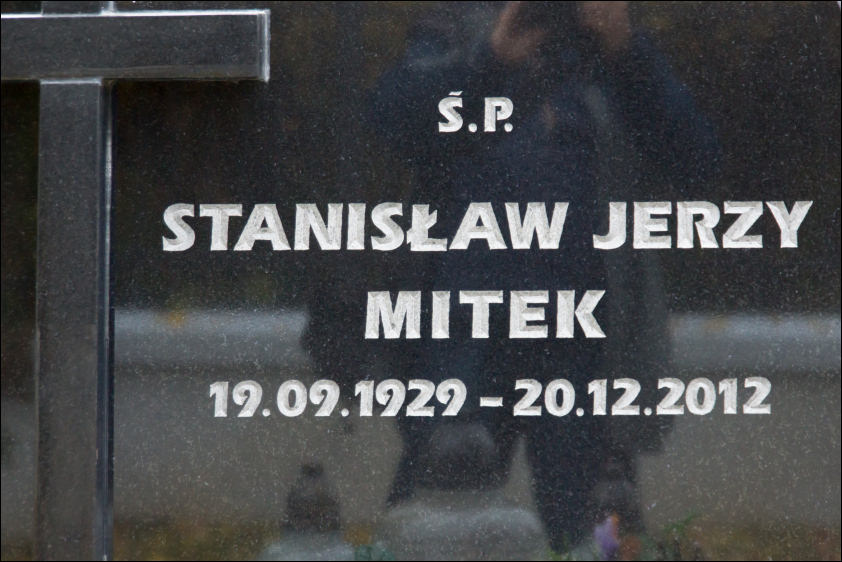 Ś.P.
STANISŁAW JERZY
MITEK
19.09.1929 – 20.12.2012